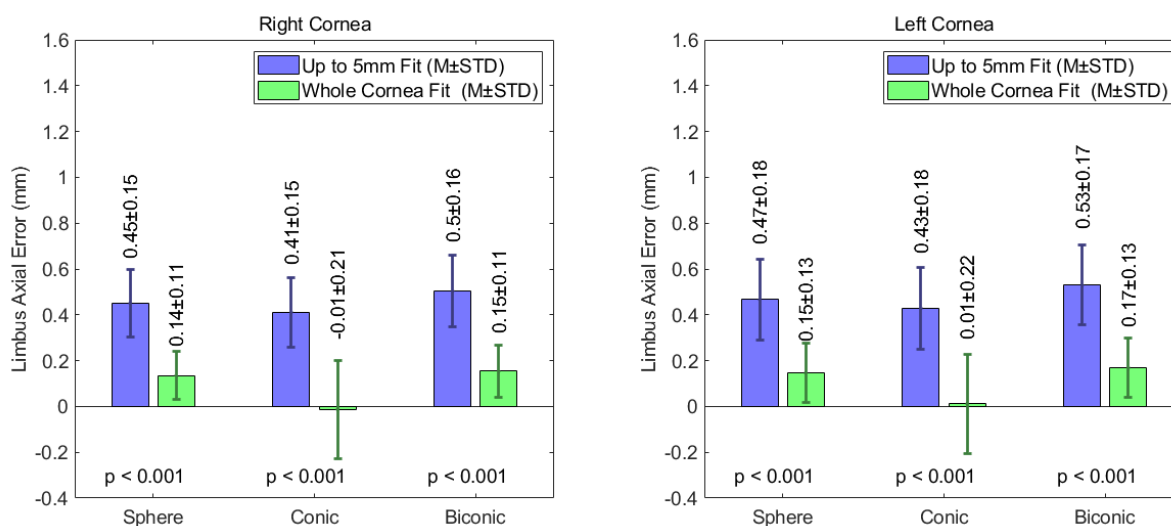 Right Cornea
Up to 5mm Fit (M±STD)
Whole Cornea Fit (M±STD)
Limbus Axial Error (mm)
1.6
1.4
1.2
1
0.8
0.6
0.4
0.2
0
-0.2
-0.4
0.45±0.15
0.14±0.11
0.41±0.15
-0.01±0.21
0.5±0.16
0.15±0.11
p < 0.001
p < 0.001
p < 0.001
Sphere
Conic
Biconic
Left Cornea
Up to 5mm Fit (M±STD)
Whole Cornea Fit (M±STD)
Limbus Axial Error (mm)
1.6
1.4
1.2
1
0.8
0.6
0.4
0.2
0
-0.2
-0.4
0.47±0.18
0.15±0.13
0.43±0.18
0.01±0.22
0.53±0.17
0.17±0.13
p < 0.001
p < 0.001
p < 0.001
Sphere
Conic
Biconic